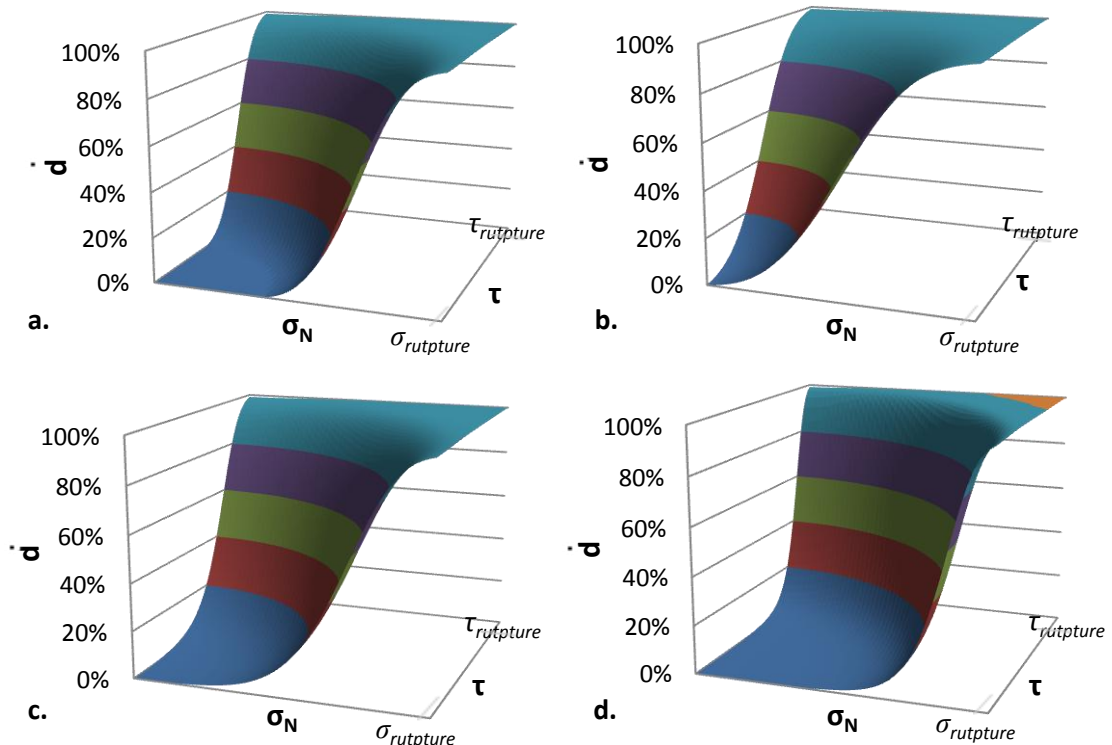 100%
80%
60%
40%
20%
0%
ḋ
a.
σN
σrutpture
τ
τrutpture
100%
80%
60%
40%
20%
0%
ḋ
b.
σN
σrutpture
τ
τrutpture
100%
80%
60%
40%
20%
0%
ḋ
c.
σN
σrutpture
τ
τrutpture
100%
80%
60%
40%
20%
0%
ḋ
d.
σN
σrutpture
τ
τrutpture